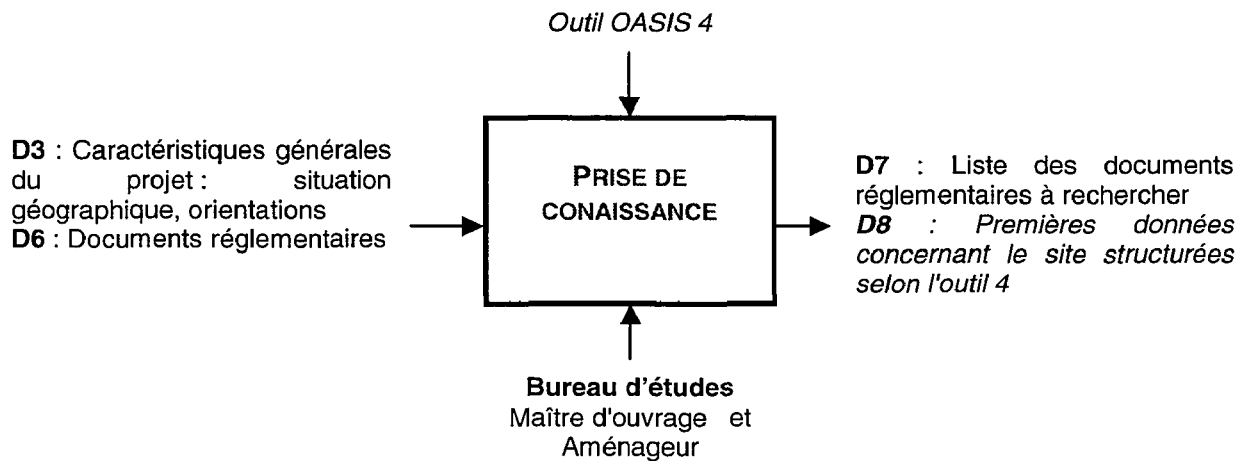 Outil OASIS 4
D3 : Caractéristiques générales
du projet : situation
géographique, orientations
D6 : Documents réglementaires
PRISE DE
CONAISSANCE
D7 : Liste des documents
réglementaires à rechercher
D8 : Premières données
concernant le site structurées
selon l'outil 4
Bureau d'études
Maître d'ouvrage et
Aménageur